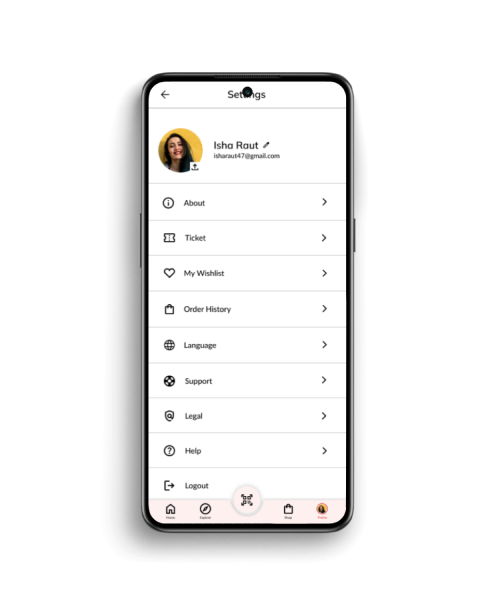 Settings
Isha Raut
isharaut47@gmail.com
About
Ticket
My Wishlist
Order History
Language
Support
Legal
Help
Logout
Home
Explore
Shop
Profile